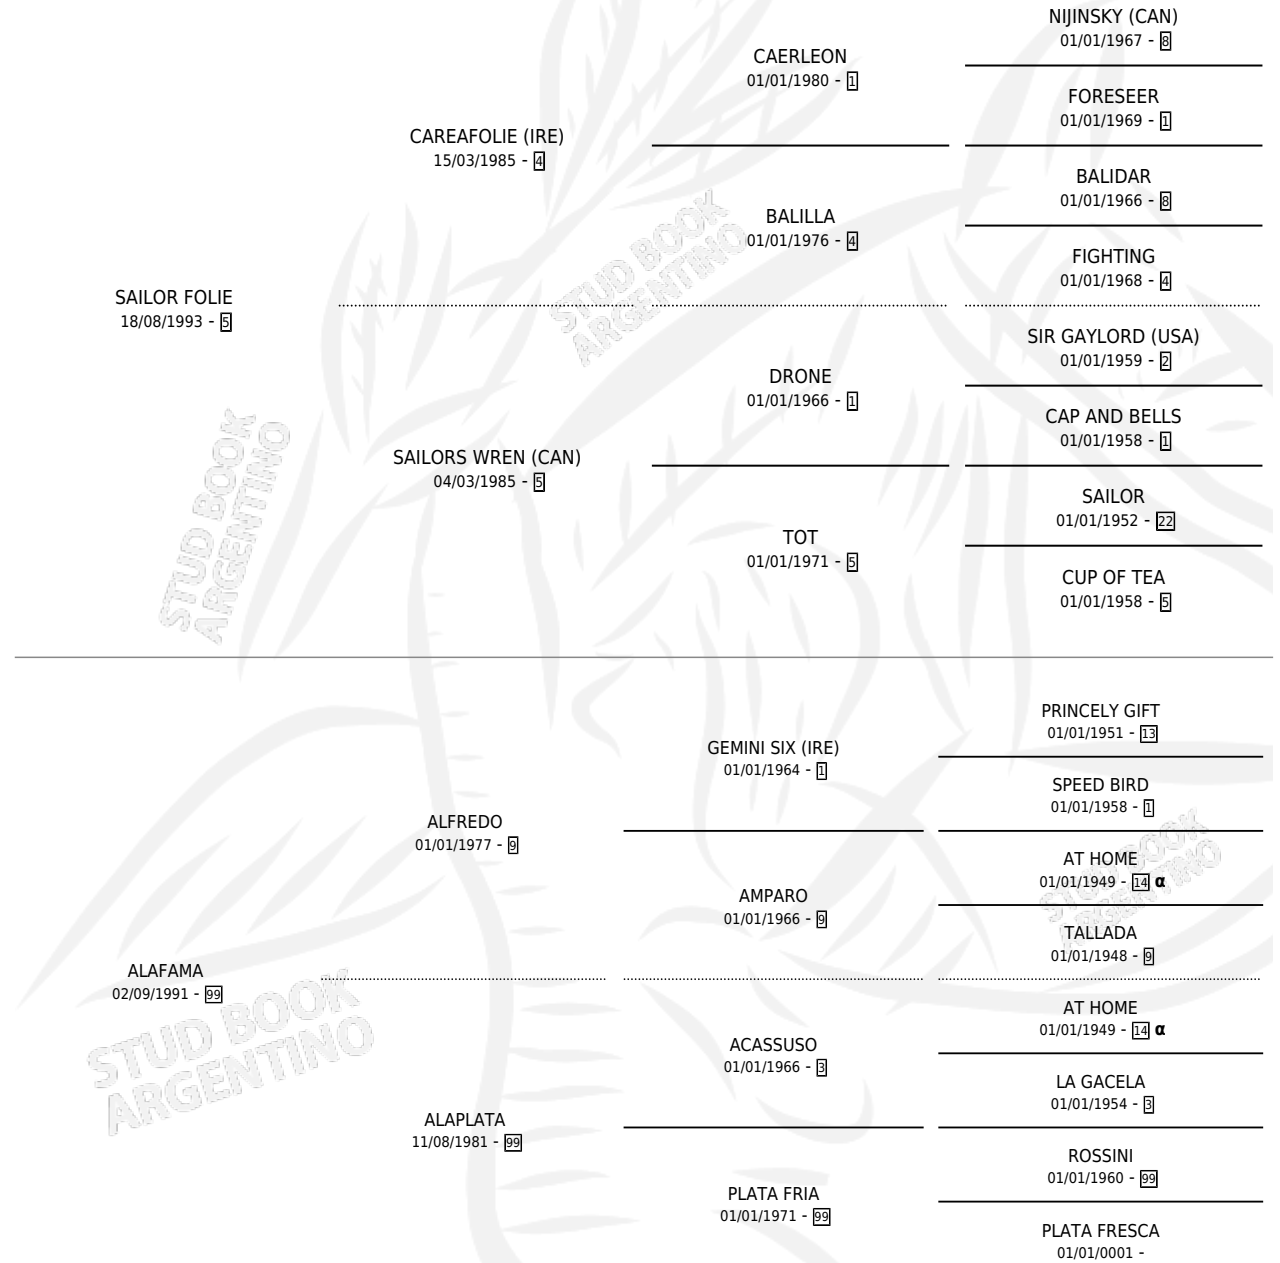 NIJINSKY (CAN)
01/01/1967 - 8
CAERLEON
01/01/1980 - 1
FORESEER
01/01/1969 - 1
CAREAFOLIE (IRE)
15/03/1985 - 4
BALIDAR
01/01/1966 - 8
BALILLA
01/01/1976 - 4
FIGHTING
01/01/1968 - 4
SAILOR FOLIE
18/08/1993 - 5
SIR GAYLORD (USA)
01/01/1959 - 2
DRONE
01/01/1966 - 1
CAP AND BELLS
01/01/1958 - 1
SAILORS WREN (CAN)
04/03/1985 - 5
SAILOR
01/01/1952 - 22
TOT
01/01/1971 - 5
CUP OF TEA
01/01/1958 - 5
PRINCELY GIFT
01/01/1951 - 13
GEMINI SIX (IRE)
01/01/1964 - 1
SPEED BIRD
01/01/1958 - 1
ALFREDO
01/01/1977 - 9
AT HOME
01/01/1949 - 14 α
AMPARO
01/01/1966 - 9
TALLADA
01/01/1948 - 9
ALAFAMA
02/09/1991 - 99
AT HOME
01/01/1949 - 14 α
ACASSUSO
01/01/1966 - 3
LA GACELA
01/01/1954 - 3
ALAPLATA
11/08/1981 - 99
ROSSINI
01/01/1960 - 99
PLATA FRIA
01/01/1971 - 99
PLATA FRESCA
01/01/0001 -
STUD BOOK
ARGENTINO
STUD BOOK
ARGENTINO
STUD BOOK
ARGENTINO
STUD BOOK
ARGENTINO